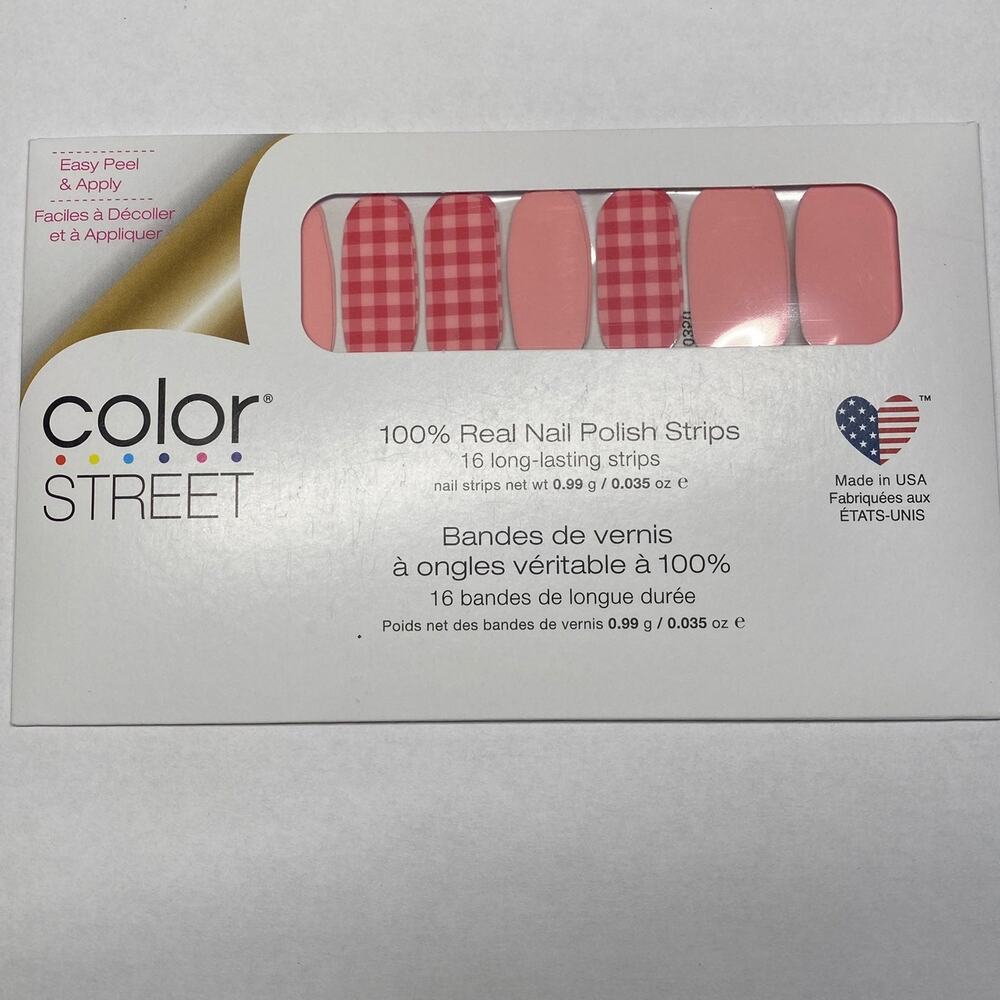 Easy Peel
& Apply
Faciles à Décoller
et à Appliquer
color®
STREET
100% Real Nail Polish Strips
16 long-lasting strips
nail strips net wt 0.99 g / 0.035 oz ℮
Bandes de vernis
à ongles véritable à 100%
16 bandes de longue durée
Poids net des bandes de vernis 0.99 g / 0.035 oz ℮
™
Made in USA
Fabriquées aux
ÉTATS-UNIS